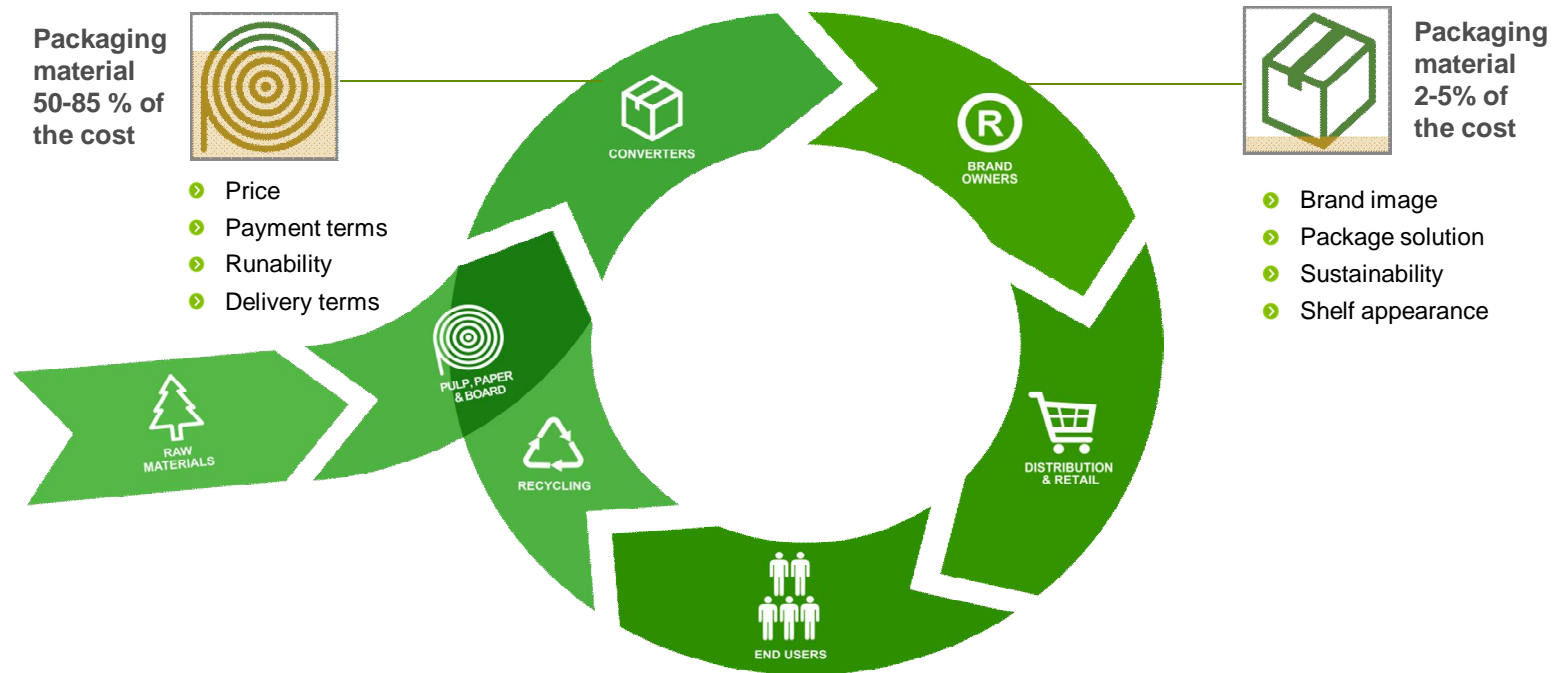 Packaging
material
50-85 % of
the cost
Price
Payment terms
Runability
Delivery terms
RAW
MATERIALS
PULP, PAPER
& BOARD
RECYCLING
CONVERTERS
R
BRAND
OWNERS
DISTRIBUTION
& RETAIL
END USERS
Packaging
material
2-5% of
the cost
Brand image
Package solution
Sustainability
Shelf appearance